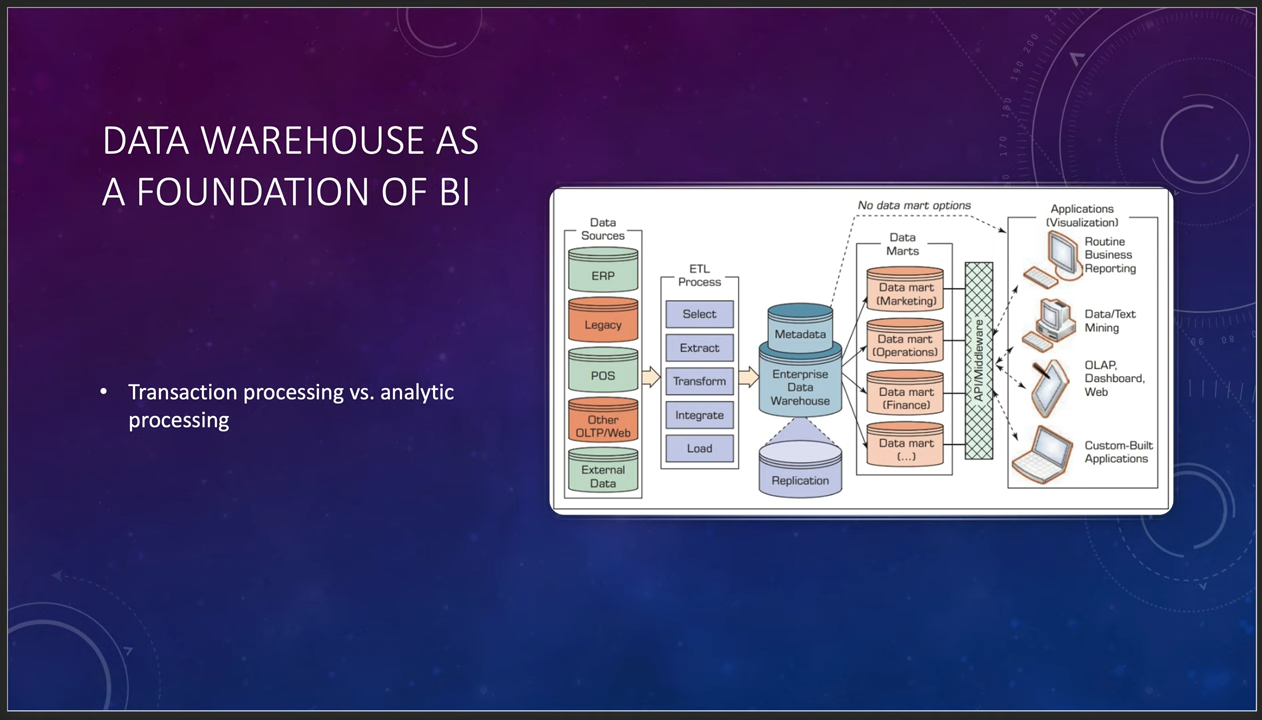 DATA WAREHOUSE AS
A FOUNDATION OF BI
• Transaction processing vs. analytic
processing
No data mart options
Data
Sources
ERP
Legacy
POS
Other
OLTP/Web
External
Data
ETL
Process
Select
Extract
Transform
Integrate
Load
Metadata
Enterprise
Data
Warehouse
Replication
Data
Marts
Data mart
(Marketing)
Data mart
(Operations)
Data mart
(Finance)
Data mart
(...)
API/Middleware
Applications
(Visualization)
Routine
Business
Reporting
Data/Text
Mining
OLAP,
Dashboard,
Web
Custom-Built
Applications
200
190
170